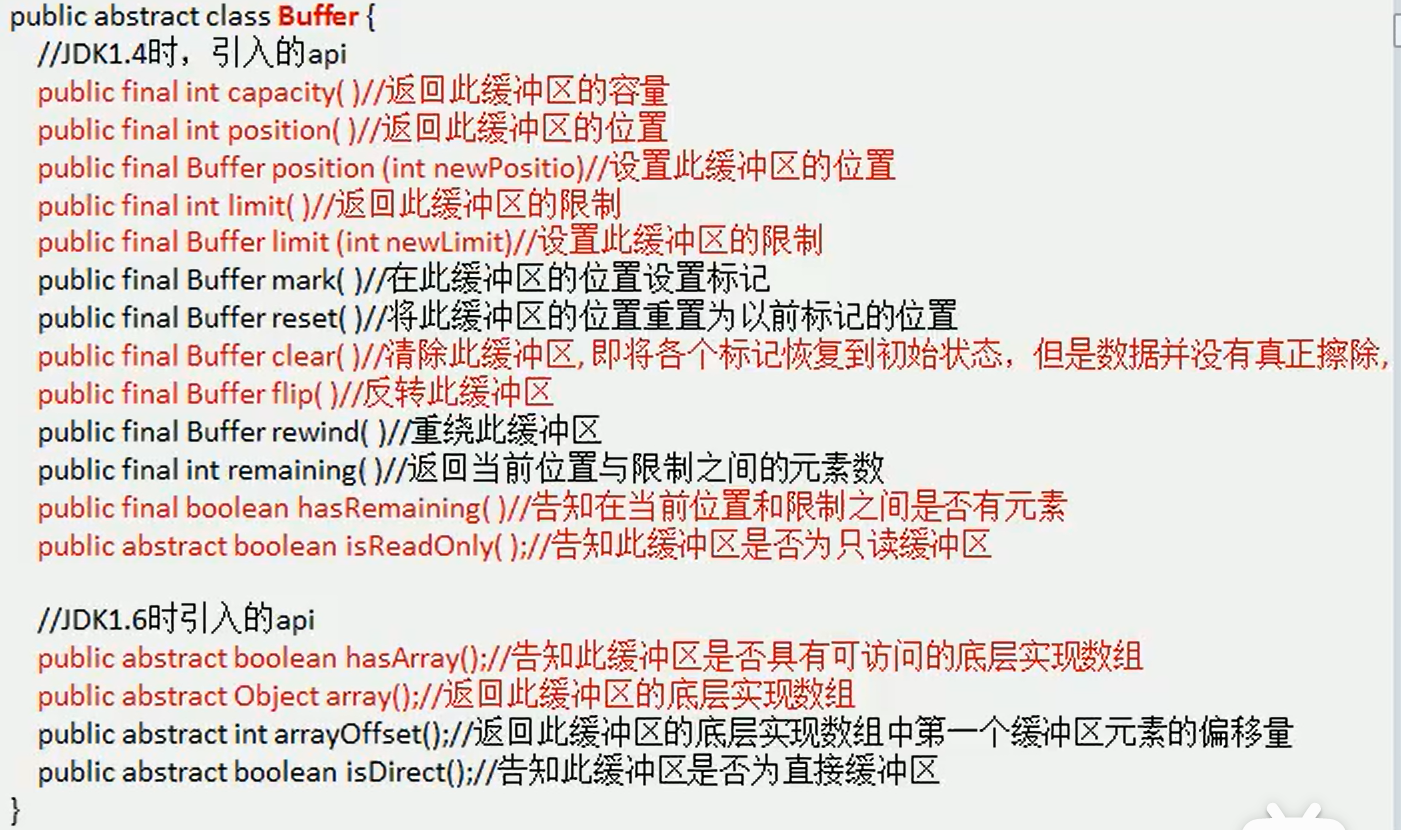 public abstract class Buffer {
//JDK1.4时，引入的api
public final int capacity( )//返回此缓冲区的容量
public final int position( )//返回此缓冲区的位置
public final Buffer position (int newPositio)//设置此缓冲区的位置
public final int limit( )//返回此缓冲区的限制
public final Buffer limit (int newLimit)//设置此缓冲区的限制
public final Buffer mark( )//在此缓冲区的位置设置标记
public final Buffer reset( )//将此缓冲区的位置重置为以前标记的位置
public final Buffer clear( )//清除此缓冲区, 即将各个标记恢复到初始状态，但是数据并没有真正擦除,
public final Buffer flip( )//反转此缓冲区
public final Buffer rewind( )//重绕此缓冲区
public final int remaining( )//返回当前位置与限制之间的元素数
public final boolean hasRemaining( )//告知在当前位置和限制之间是否有元素
public abstract boolean isReadOnly( );//告知此缓冲区是否为只读缓冲区
//JDK1.6时引入的api
public abstract boolean hasArray();//告知此缓冲区是否具有可访问的底层实现数组
public abstract Object array();//返回此缓冲区的底层实现数组
public abstract int arrayOffset();//返回此缓冲区的底层实现数组中第一个缓冲区元素的偏移量
public abstract boolean isDirect();//告知此缓冲区是否为直接缓冲区
}